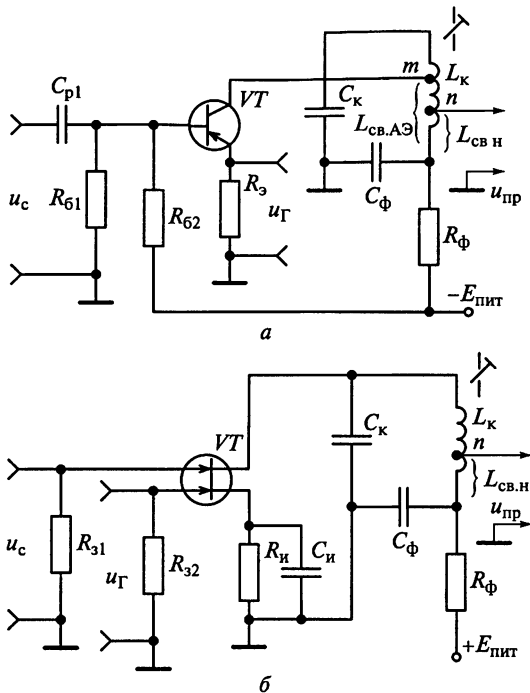 m
C_р1
VT
C_к
L_к
n
L_св.АЭ
L_св н
C_ф
u_с
R_б1
R_б2
R_э
u_Г
u_пр
R_ф
−E_пит
а
VT
C_к
L_к
n
L_св.н
C_ф
u_пр
u_с
R_з1
u_Г
R_з2
R_и
C_и
R_ф
+E_пит
б